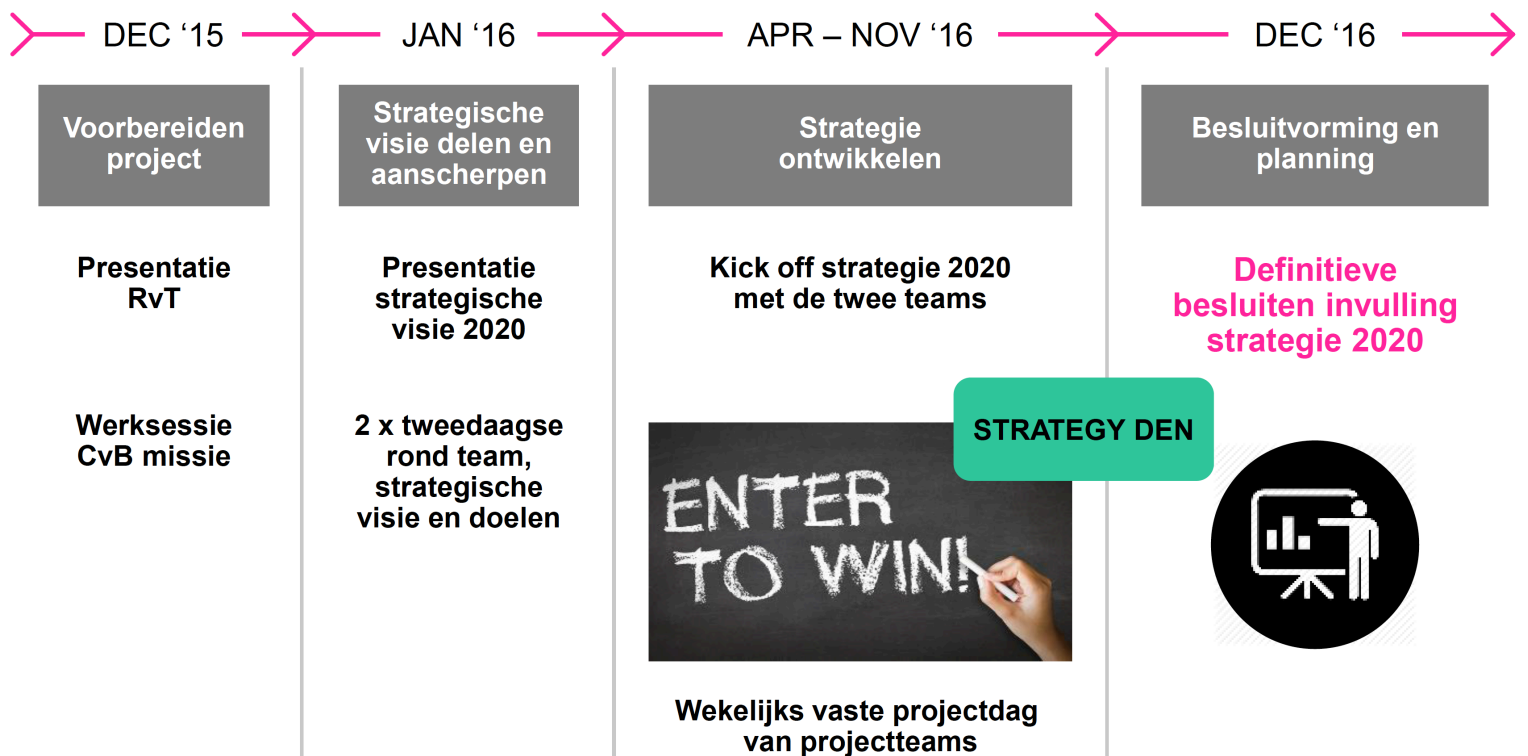 DEC ‘15
JAN ‘16
APR – NOV ‘16
DEC ‘16
Voorbereiden
project
Strategische
visie delen en
aanscherpen
Strategie
ontwikkelen
Besluitvorming en
planning
Presentatie
RvT
Werksessie
CvB missie
Presentatie
strategische
visie 2020
2 x tweedaagse
rond team,
strategische
visie en doelen
Kick off strategie 2020
met de twee teams
ENTER
TO WIN!
Wekelijks vaste projectdag
van projectteams
STRATEGY DEN
Definitieve
besluiten invulling
strategie 2020